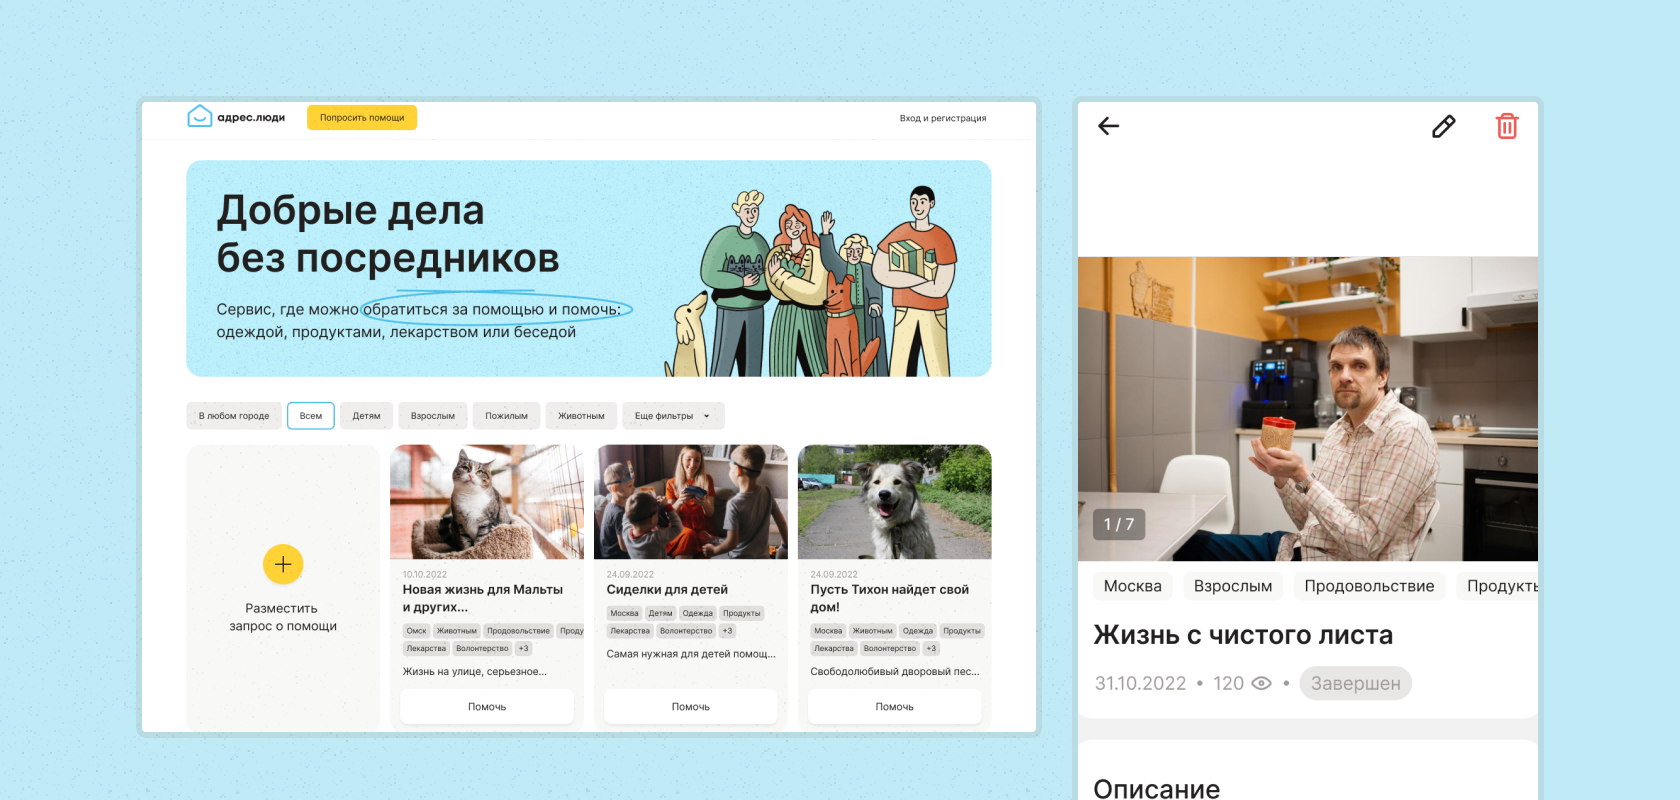 адрес.люди
Попросить помощи
Вход и регистрация
Добрые дела
без посредников
Сервис, где можно обратиться за помощью и помочь:
одеждой, продуктами, лекарством или беседой
В любом городе
Всем
Детям
Взрослым
Пожилым
Животным
Еще фильтры
Разместить
запрос о помощи
10.10.2022
Новая жизнь для Мальты
и других...
Омск Животным Продовольствие Проду
Лекарства Волонтерство +3
Жизнь на улице, серьезное...
Помочь
24.09.2022
Сиделки для детей
Москва Детям Одежда Продукты
Лекарства Волонтерство +3
Самая нужная для детей помощ...
Помочь
24.09.2022
Пусть Тихон найдет свой
дом!
Москва Животным Одежда Продукты
Лекарства Волонтерство +3
Свободолюбивый дворовый пес...
Помочь
1 / 7
Москва Взрослым Продовольствие Продукты
Жизнь с чистого листа
31.10.2022 • 120 • Завершен
Описание